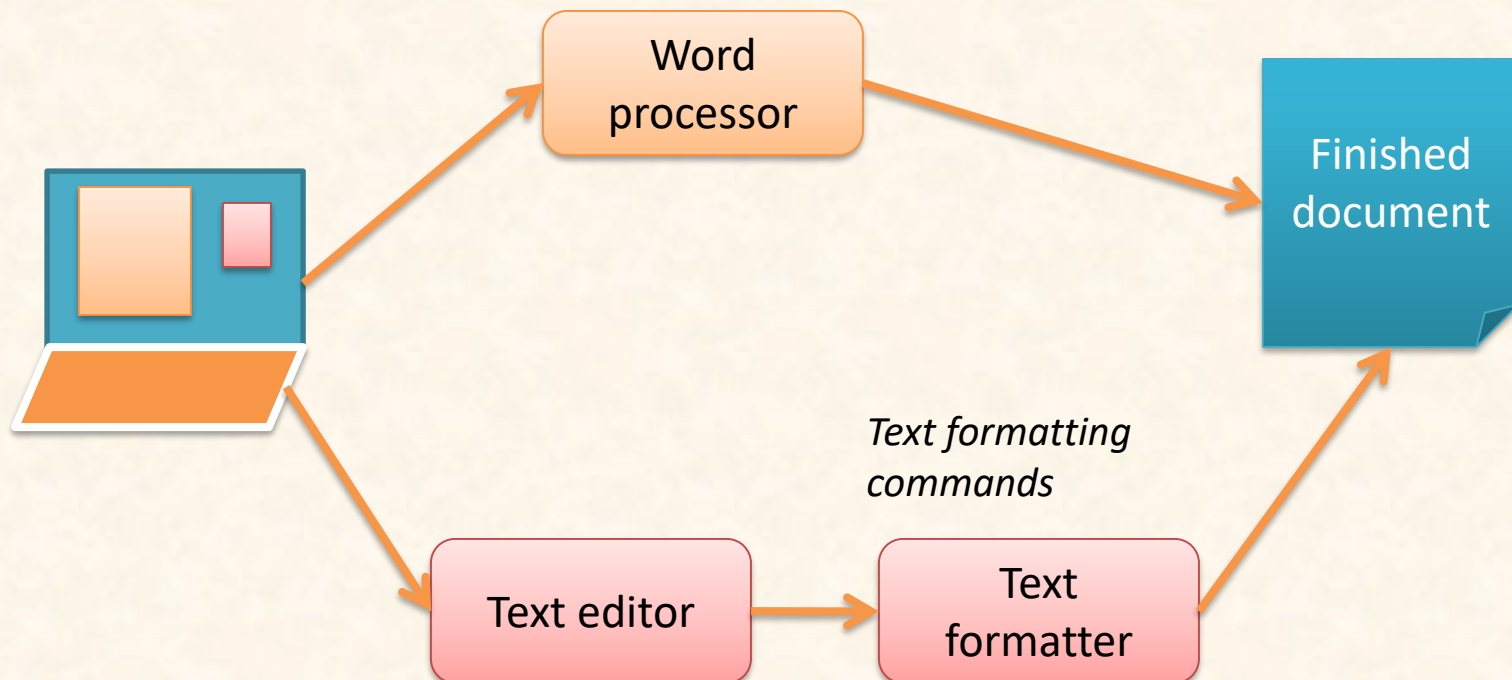 Word
processor
Finished
document
Text formatting
commands
Text editor
Text
formatter